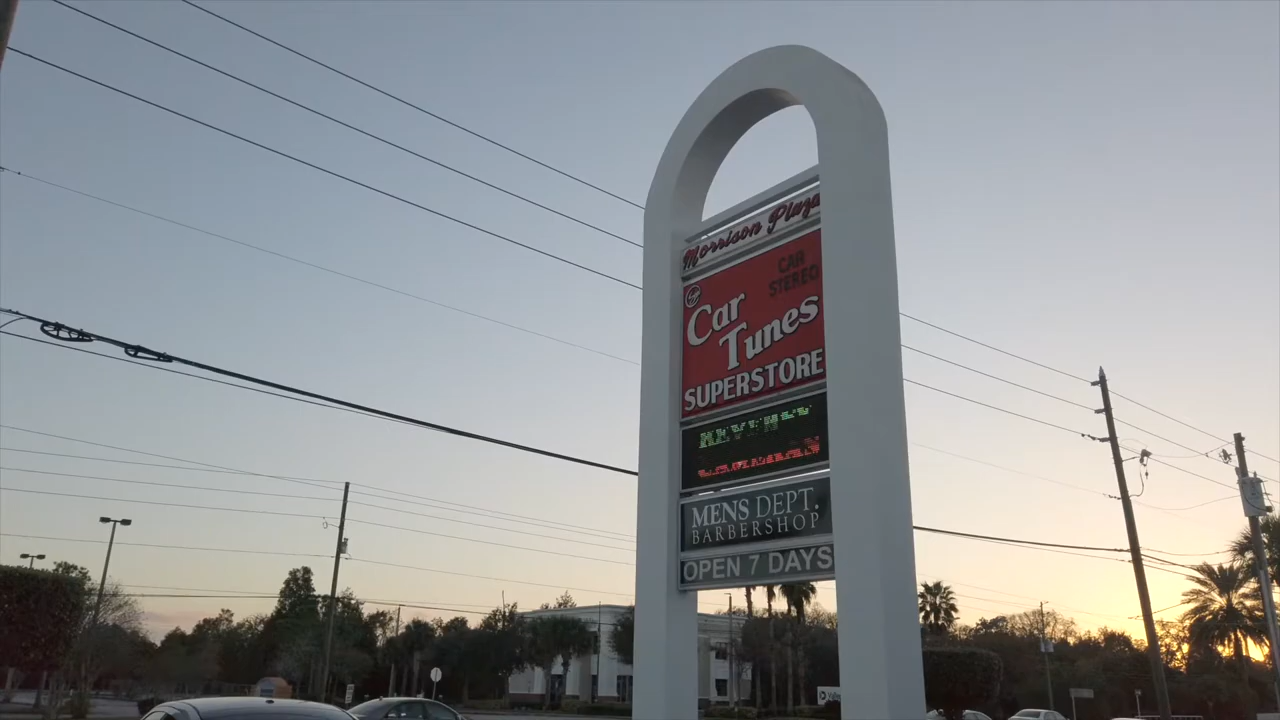 Morrison Plaza
CAR
STEREO
Car
Tunes
SUPERSTORE
MENS DEPT.
BARBERSHOP
OPEN 7 DAYS